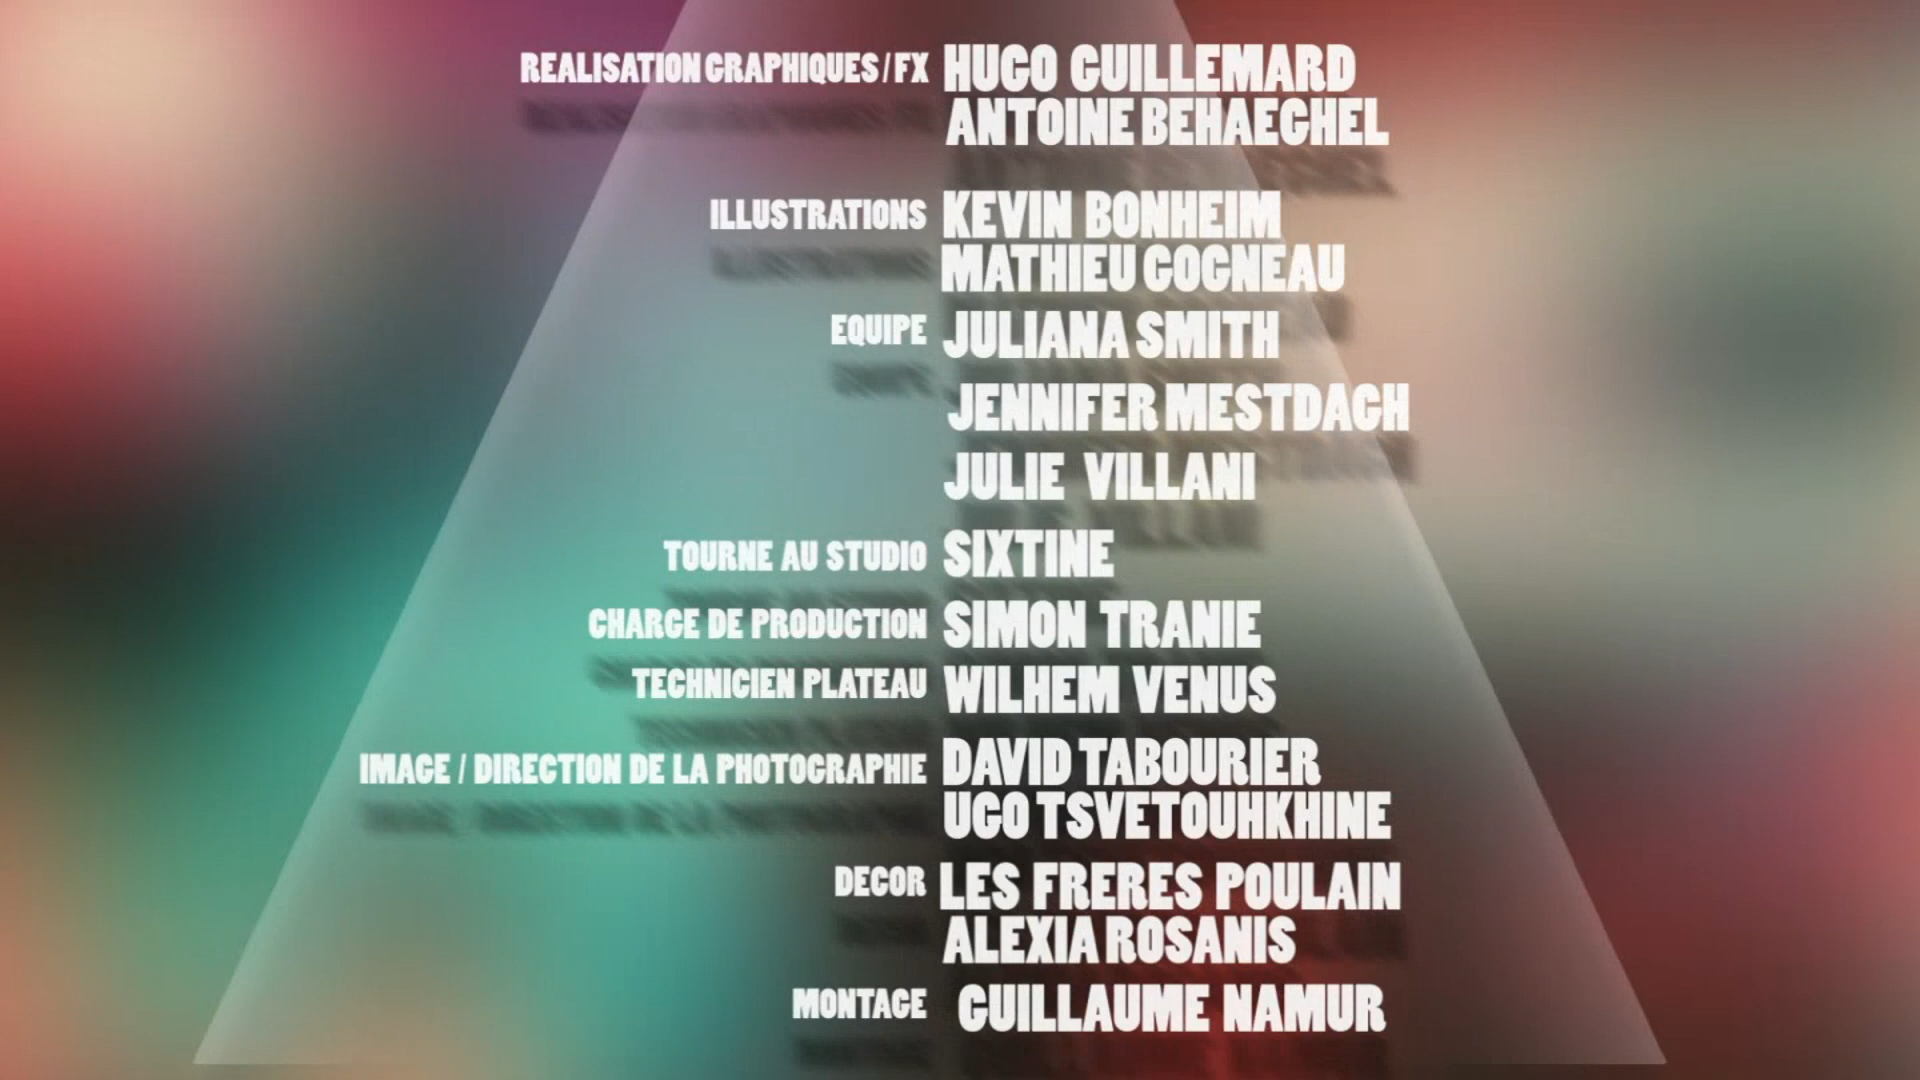 REALISATION GRAPHIQUES / FX HUGO GUILLEMARD
ANTOINE BEHAEGHEL
ILLUSTRATIONS KEVIN BONHEIM
MATHIEU GOGNEAU
EQUIPE JULIANA SMITH
JENNIFER MESTDAGH
JULIE VILLANI
TOURNE AU STUDIO SIXTINE
CHARGE DE PRODUCTION SIMON TRANIE
TECHNICIEN PLATEAU WILHEM VENUS
IMAGE / DIRECTION DE LA PHOTOGRAPHIE DAVID TABOURIER
UGO TSVETOUHKHINE
DECOR LES FRERES POULAIN
ALEXIA ROSANIS
MONTAGE GUILLAUME NAMUR